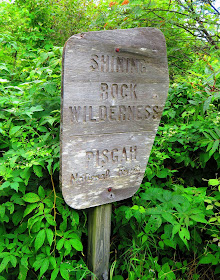 SHINING
ROCK
WILDERNESS
PISGAH
National Forest